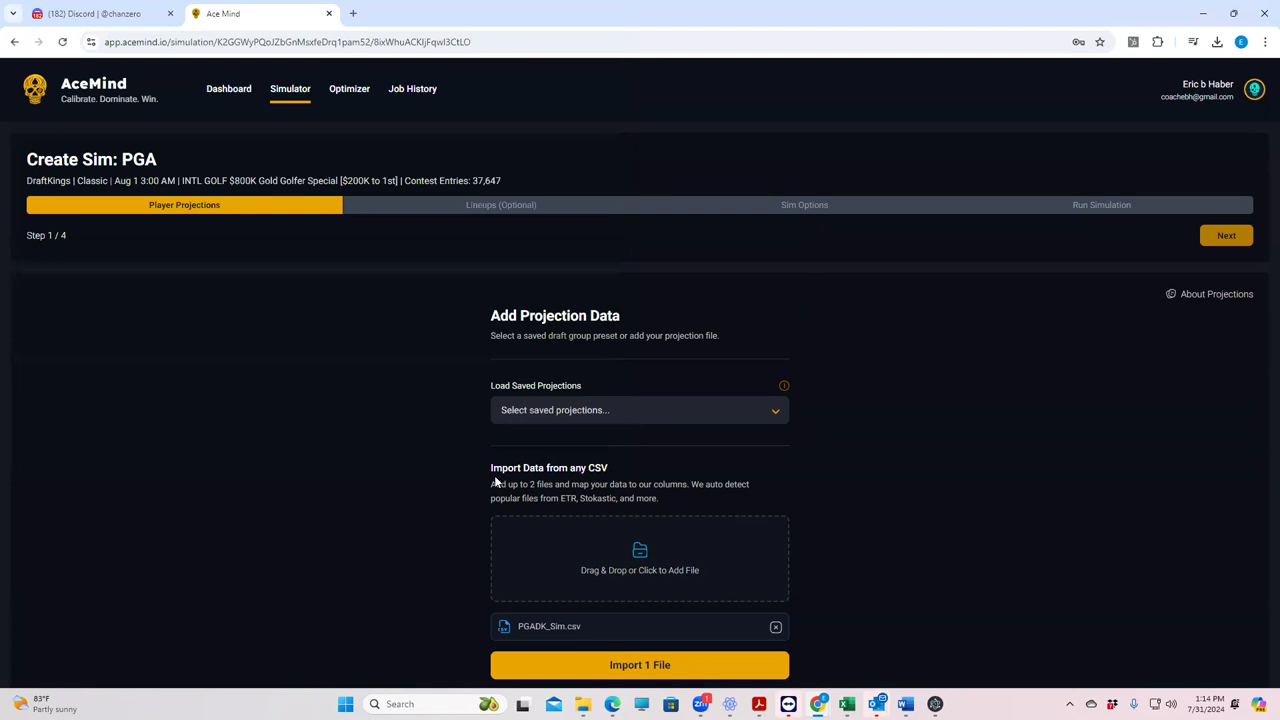 (182) Discord | @chanzero
Ace Mind
app.acemind.io/simulation/K2GGWyPQoJZbGnMsxfeDrq1pam52/8ixWhuACKIjFqwl3CtLO
AceMind
Calibrate. Dominate. Win.
Dashboard
Simulator
Optimizer
Job History
Eric b Haber
coachebh@gmail.com
Create Sim: PGA
DraftKings | Classic | Aug 1 3:00 AM | INTL GOLF $800K Gold Golfer Special [$200K to 1st] | Contest Entries: 37,647
Player Projections
Lineups (Optional)
Sim Options
Run Simulation
Step 1 / 4
Next
About Projections
Add Projection Data
Select a saved draft group preset or add your projection file.
Load Saved Projections
Select saved projections...
Import Data from any CSV
Add up to 2 files and map your data to our columns. We auto detect
popular files from ETR, Stokastic, and more.
Drag & Drop or Click to Add File
CSV
PGADK_Sim.csv
Import 1 File
83°F
Partly sunny
Search
1:14 PM
7/31/2024